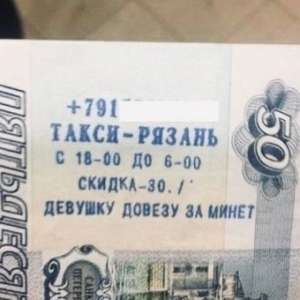 +791
ТАКСИ-РЯЗАНЬ
С 18-00 ДО 6-00
СКИДКА-30./
ДЕВУШКУ ДОВЕЗУ ЗА МИНЕТ
50